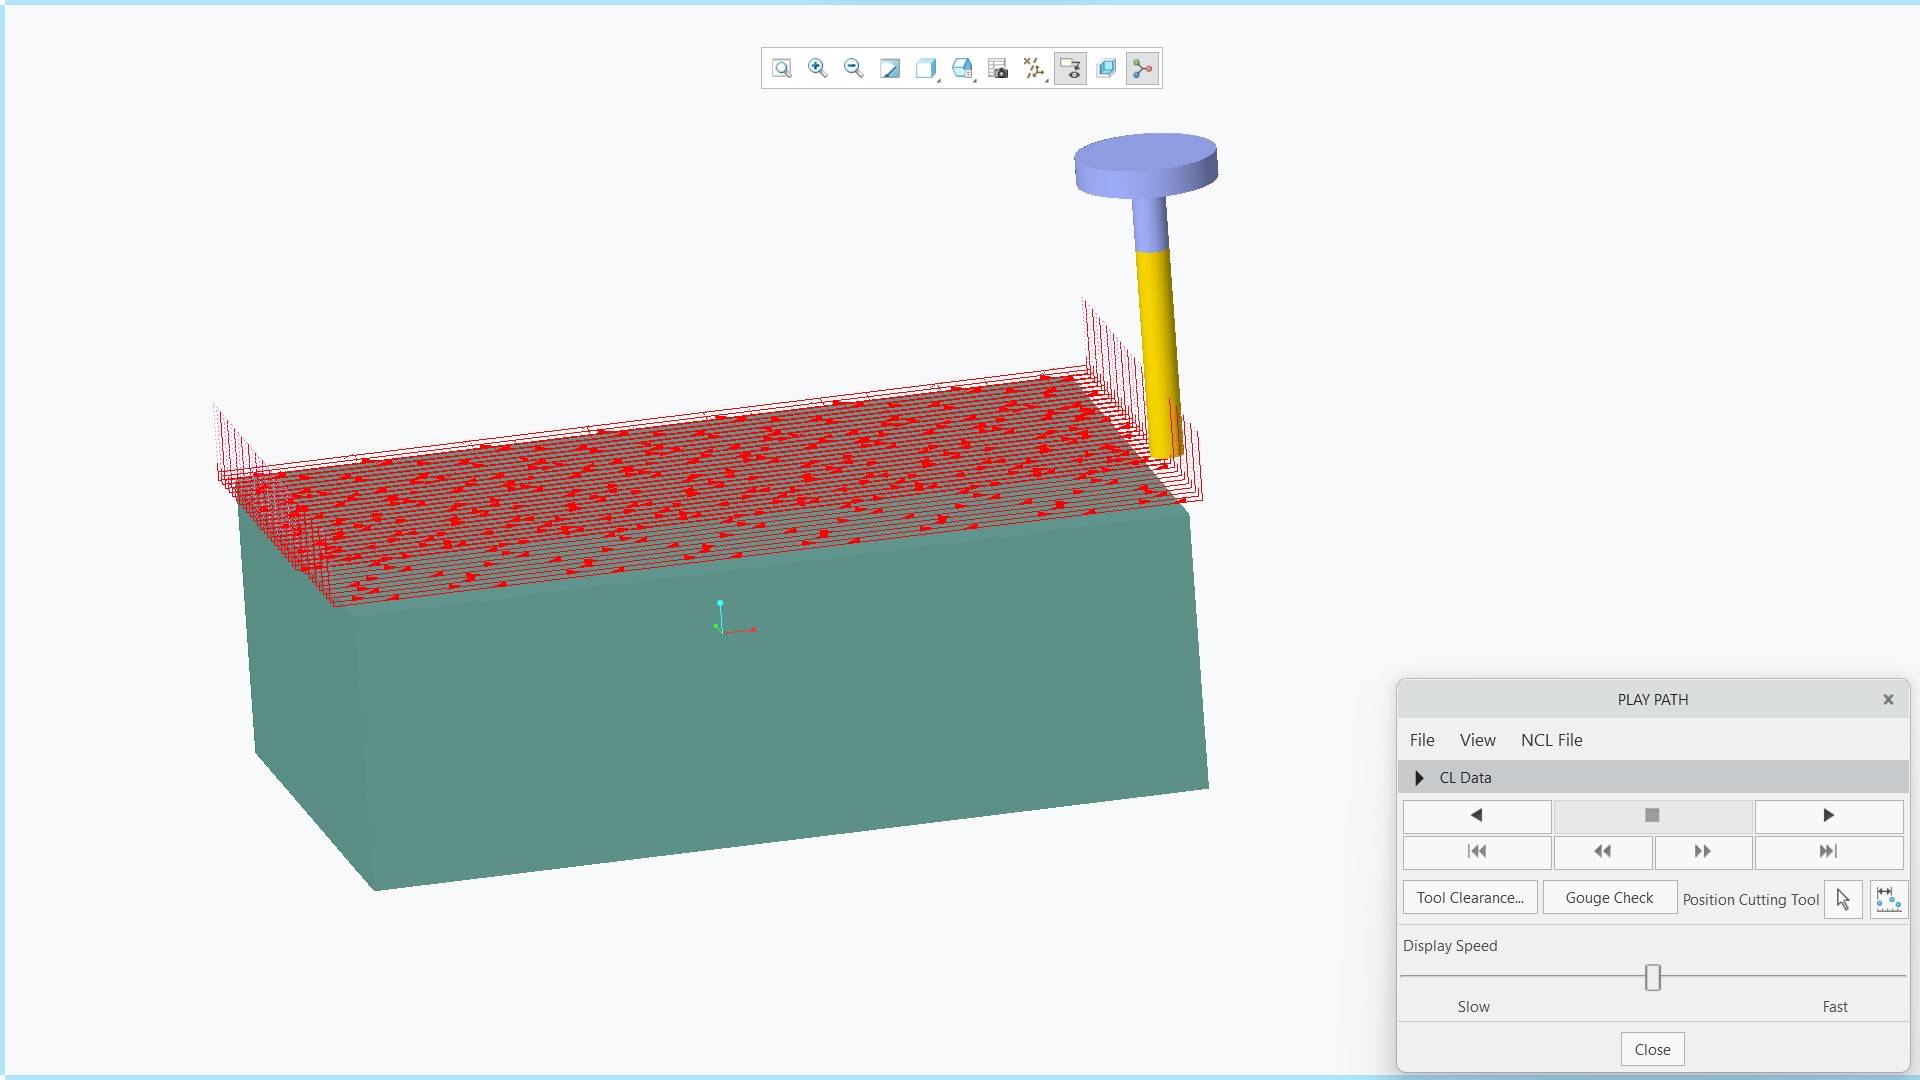 PLAY PATH
File View NCL File
CL Data
Tool Clearance... Gouge Check Position Cutting Tool
Display Speed
Slow Fast
Close